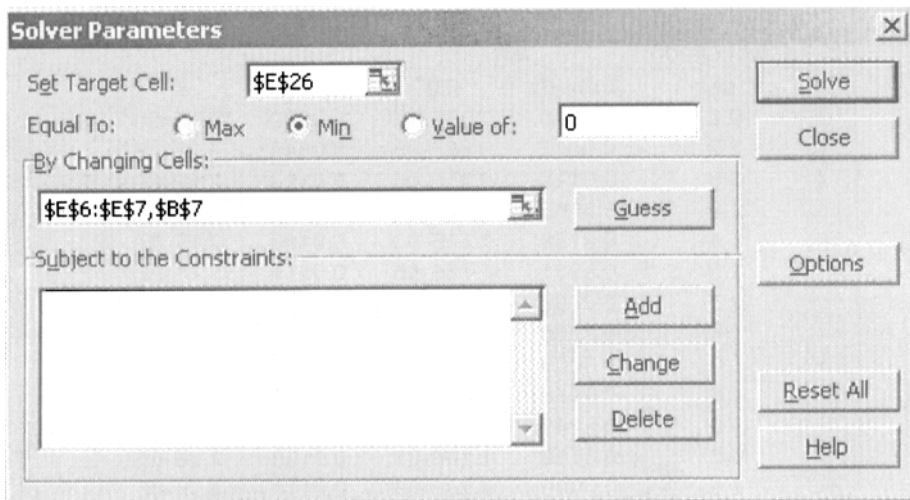 Solver Parameters
Set Target Cell: $E$26 Solve
Equal To: Max Min Value of: 0 Close
By Changing Cells:
$E$6:$E$7,$B$7 Guess
Subject to the Constraints: Options
Add
Change
Reset All
Delete
Help